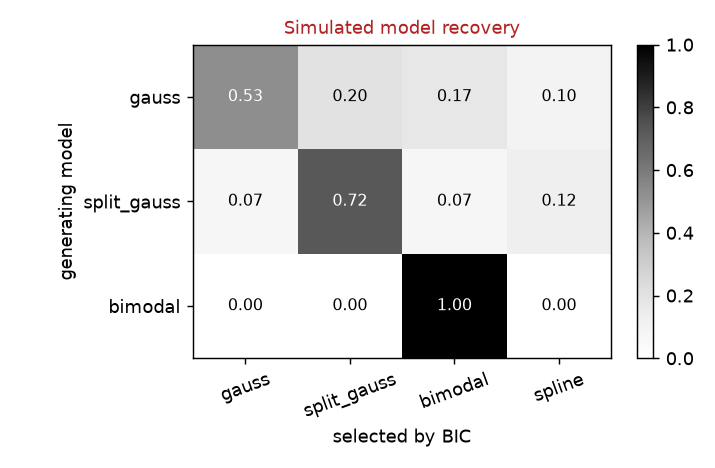 Simulated model recovery
generating model
gauss
split_gauss
bimodal
0.53 0.20 0.17 0.10
0.07 0.72 0.07 0.12
0.00 0.00 1.00 0.00
gauss split_gauss bimodal spline
selected by BIC
1.0
0.8
0.6
0.4
0.2
0.0